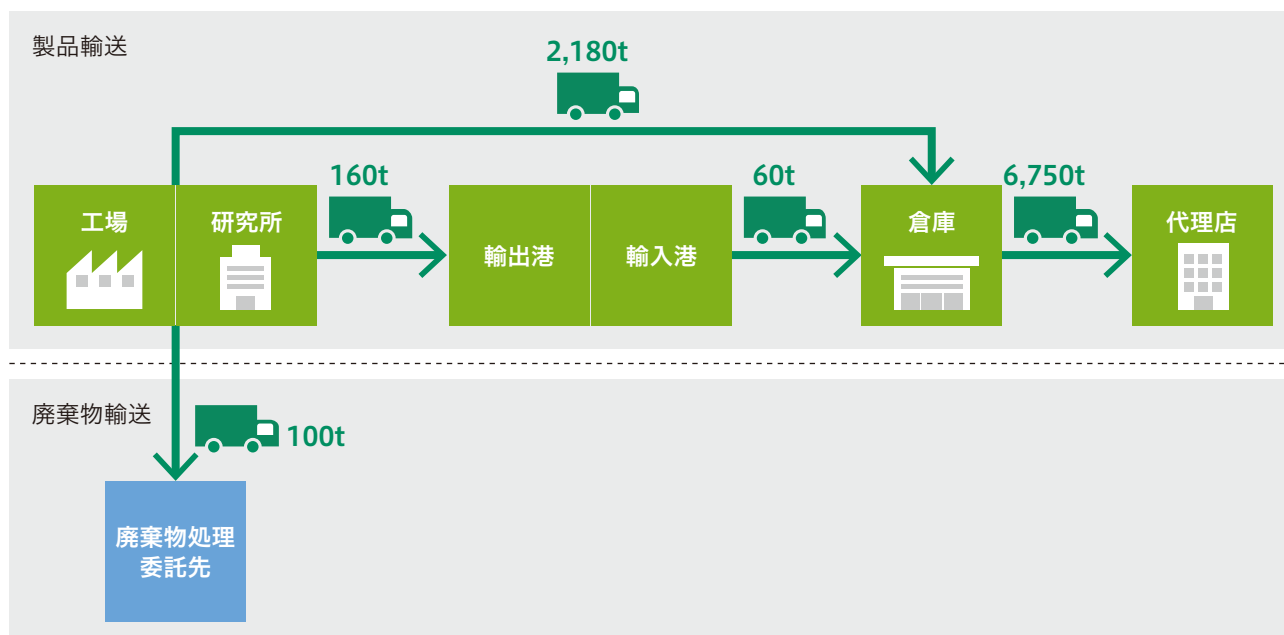 製品輸送
2,180t
160t
60t
6,750t
工場
研究所
輸出港
輸入港
倉庫
代理店
廃棄物輸送
100t
廃棄物処理
委託先